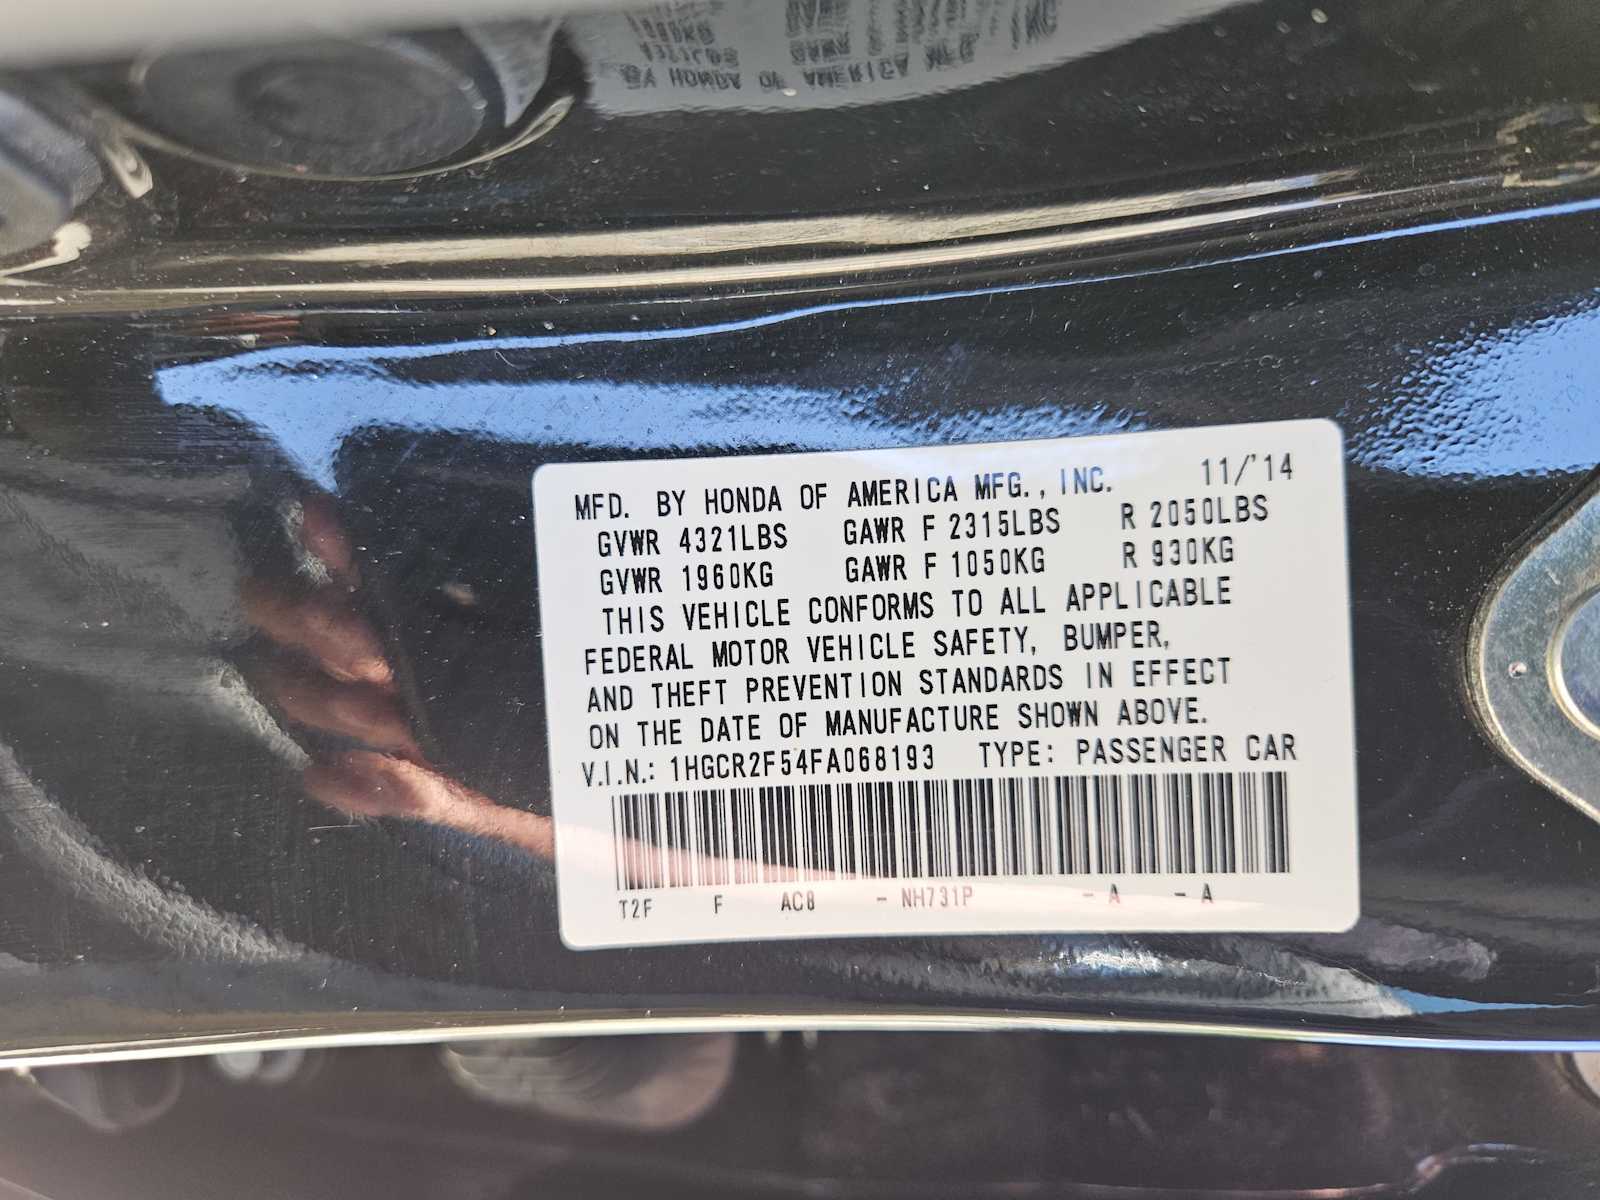 MFD. BY HONDA OF AMERICA MFG., INC. 11/'14
GVWR 4321LBS GAWR F 2315LBS R 2050LBS
GVWR 1960KG GAWR F 1050KG R 930KG
THIS VEHICLE CONFORMS TO ALL APPLICABLE
FEDERAL MOTOR VEHICLE SAFETY, BUMPER,
AND THEFT PREVENTION STANDARDS IN EFFECT
ON THE DATE OF MANUFACTURE SHOWN ABOVE.
V.I.N.: 1HGCR2F54FA068193 TYPE: PASSENGER CAR
T2F F AC8 - NH731P - A - A